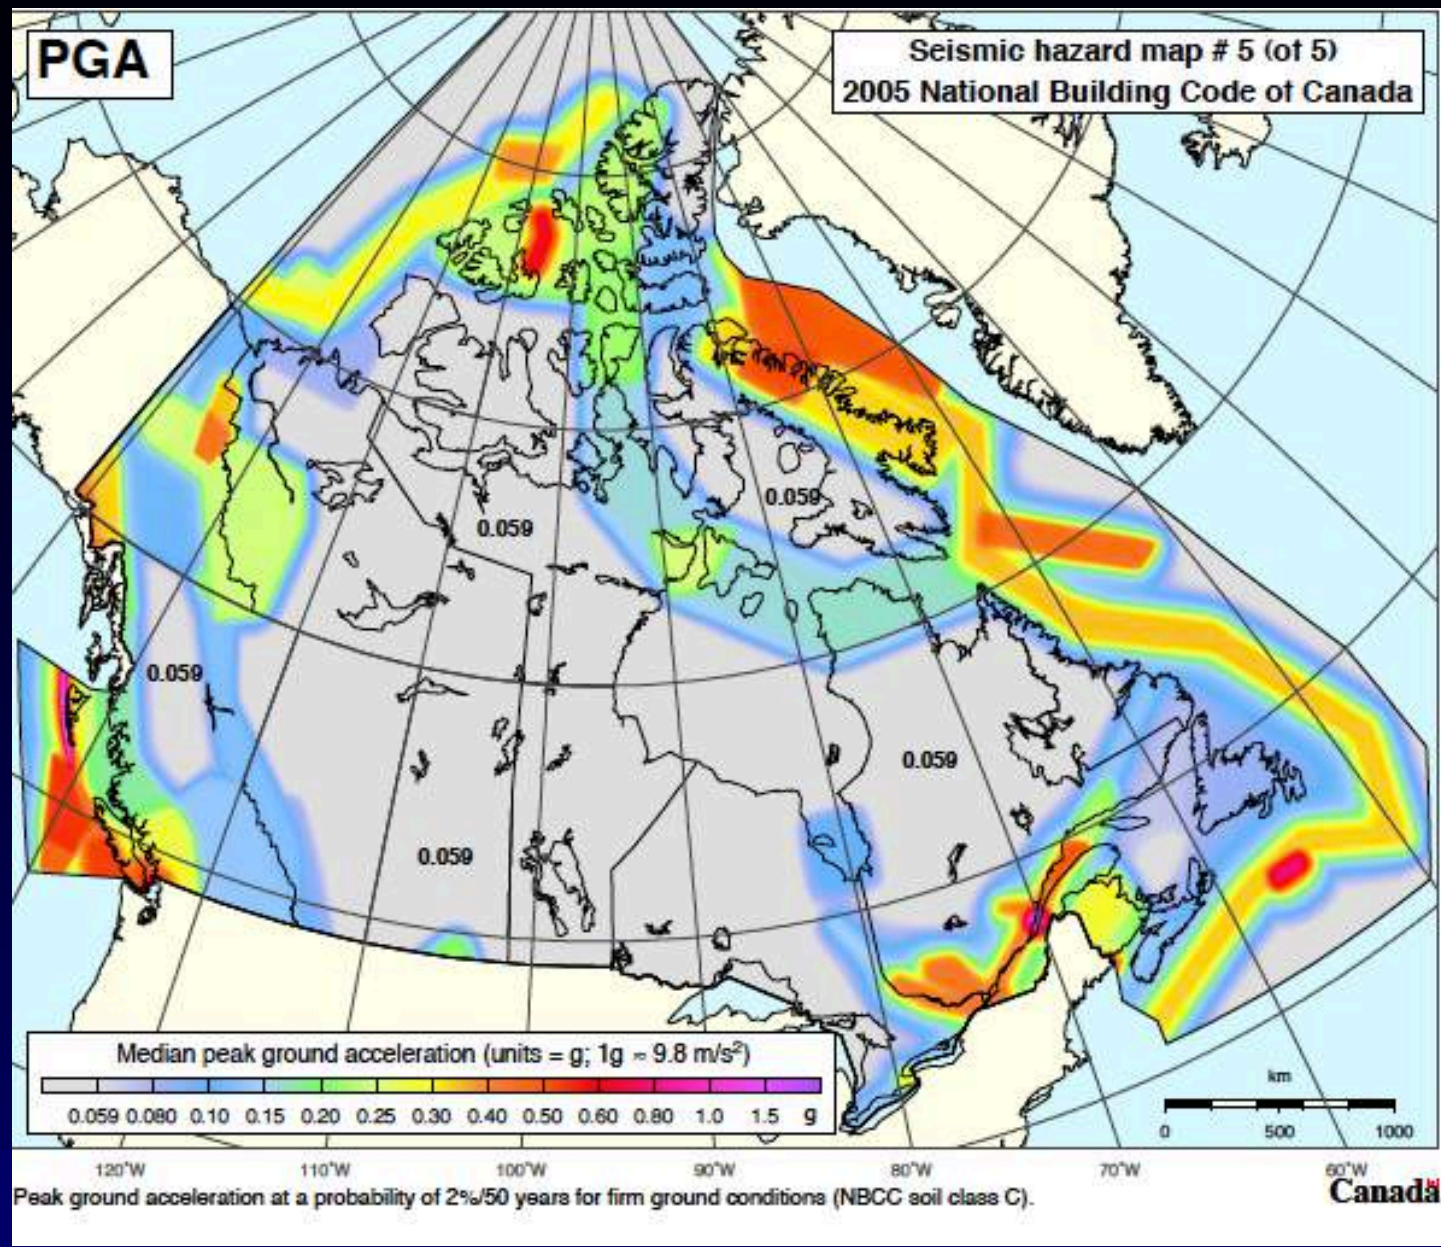 PGA
Seismic hazard map # 5 (of 5)
2005 National Building Code of Canada
0.059
0.059
0.059
0.059
0.059
Median peak ground acceleration (units = g; 1g ≈ 9.8 m/s²)
0.059 0.080 0.10 0.15 0.20 0.25 0.30 0.40 0.50 0.60 0.80 1.0 1.5 g
km
0 500 1000
120°W 110°W 100°W 90°W 80°W 70°W 60°W
Peak ground acceleration at a probability of 2%/50 years for firm ground conditions (NBCC soil class C).
Canada